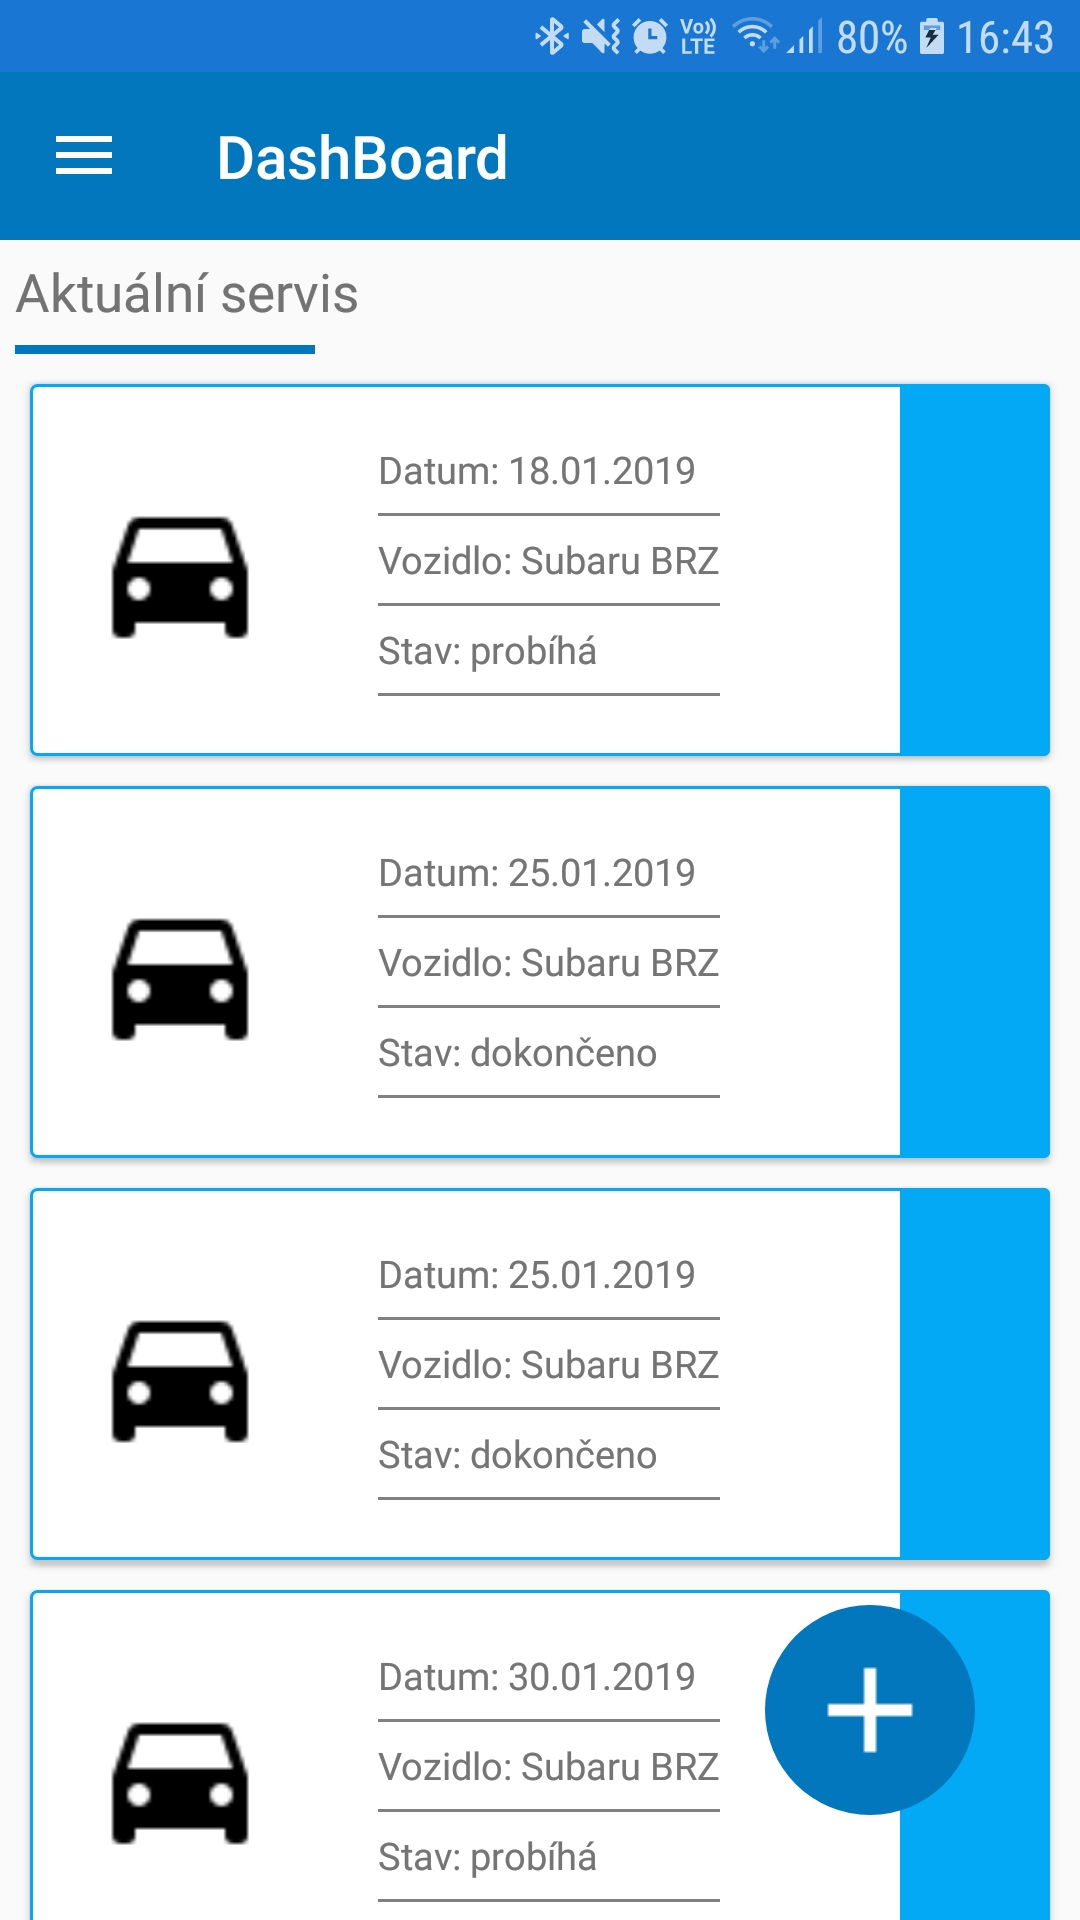 Vo)) LTE 80% 16:43
DashBoard
Aktuální servis
Datum: 18.01.2019
Vozidlo: Subaru BRZ
Stav: probíhá
Datum: 25.01.2019
Vozidlo: Subaru BRZ
Stav: dokončeno
Datum: 25.01.2019
Vozidlo: Subaru BRZ
Stav: dokončeno
Datum: 30.01.2019
Vozidlo: Subaru BRZ
Stav: probíhá